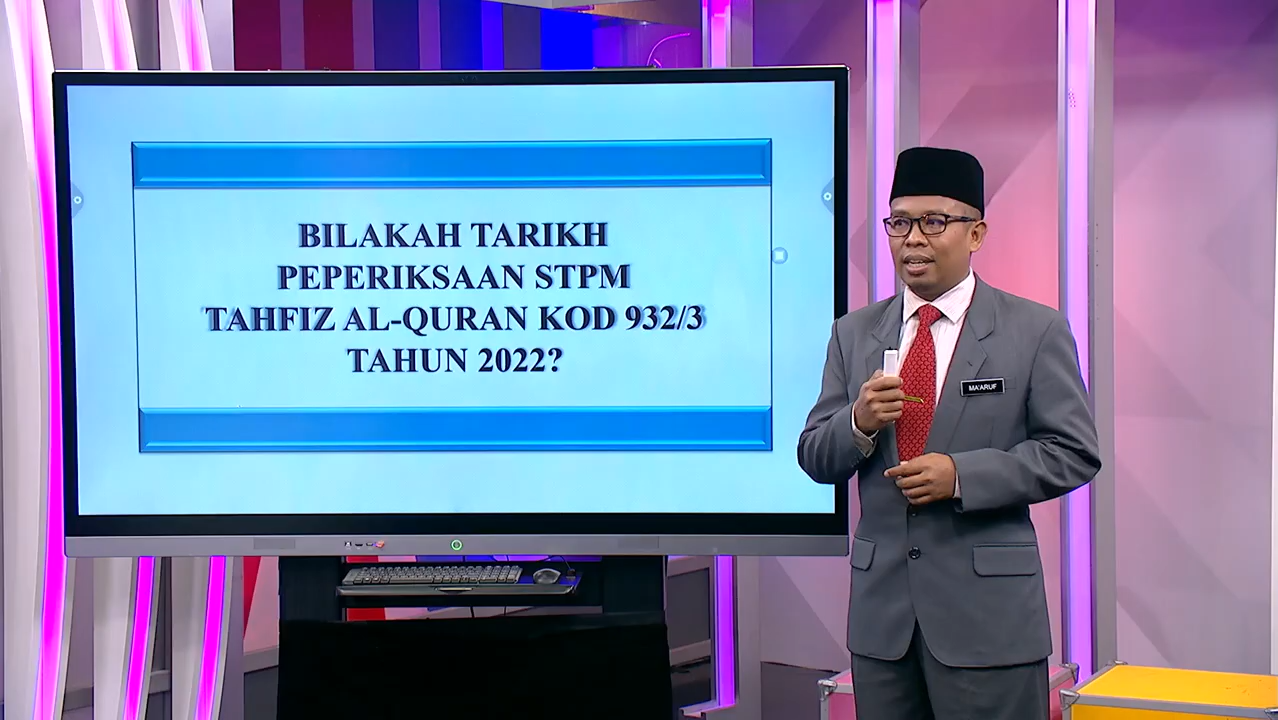 BILAKAH TARIKH
PEPERIKSAAN STPM
TAHFIZ AL-QURAN KOD 932/3
TAHUN 2022?
MA'ARUF